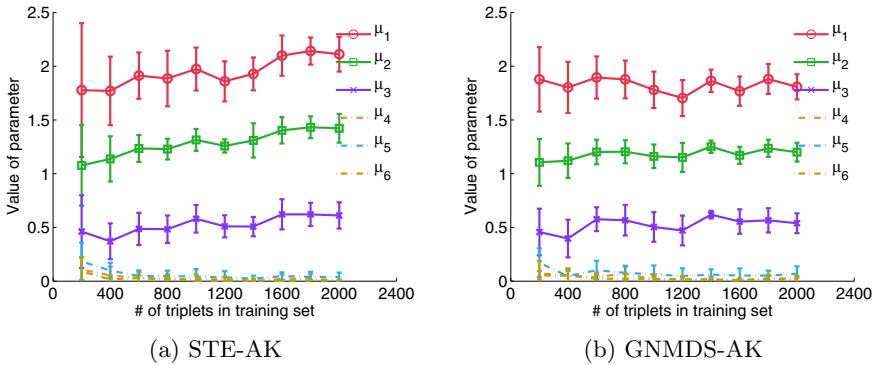 2.5
2
1.5
1
0.5
0
0 400 800 1200 1600 2000 2400
Value of parameter
# of triplets in training set
μ1
μ2
μ3
μ4
μ5
μ6
(a) STE-AK
2.5
2
1.5
1
0.5
0
0 400 800 1200 1600 2000 2400
Value of parameter
# of triplets in training set
μ1
μ2
μ3
μ4
μ5
μ6
(b) GNMDS-AK